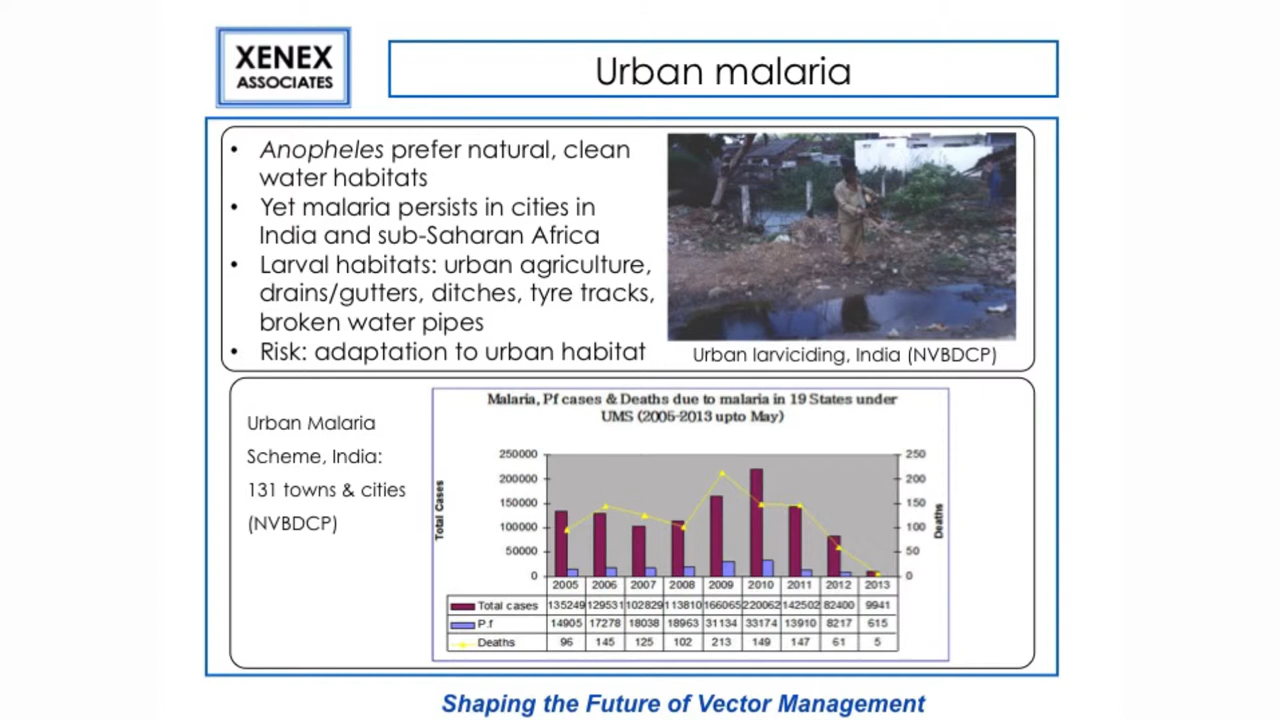 XENEX
ASSOCIATES
Urban malaria
• Anopheles prefer natural, clean
water habitats
• Yet malaria persists in cities in
India and sub-Saharan Africa
• Larval habitats: urban agriculture,
drains/gutters, ditches, tyre tracks,
broken water pipes
• Risk: adaptation to urban habitat
Urban larviciding, India (NVBDCP)
Urban Malaria
Scheme, India:
131 towns & cities
(NVBDCP)
Malaria, Pf cases & Deaths due to malaria in 19 States under
UMS (2005-2013 upto May)
Total Cases
250000
200000
150000
100000
50000
0
250
200
150
100
50
0
Deaths
2005 2006 2007 2008 2009 2010 2011 2012 2013
Total cases 135249 129531 102829 113810 166065 220062 142502 82400 9941
P.f 14905 17278 18038 18963 31134 33174 13910 8217 615
Deaths 96 145 125 102 213 149 147 61 5
Shaping the Future of Vector Management